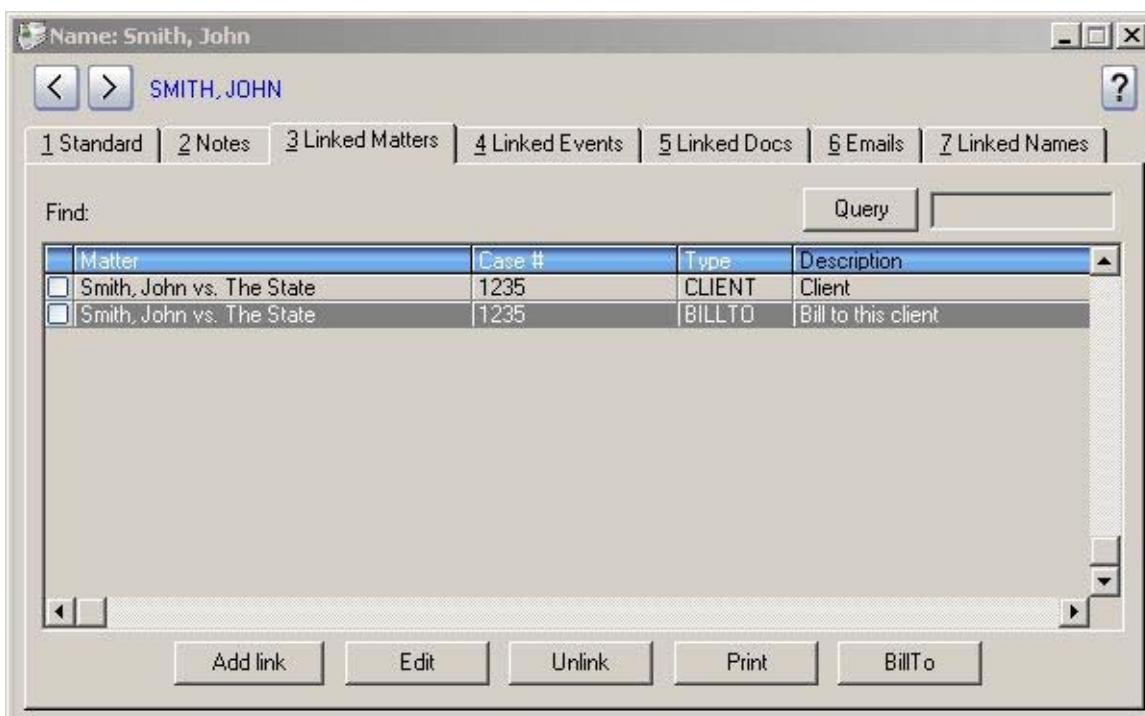 Name: Smith, John
< > SMITH, JOHN ?
1 Standard 2 Notes 3 Linked Matters 4 Linked Events 5 Linked Docs 6 Emails 7 Linked Names
Find: Query
Matter Case # Type Description
Smith, John vs. The State 1235 CLIENT Client
Smith, John vs. The State 1235 BILLTO Bill to this client
Add link Edit Unlink Print BillTo